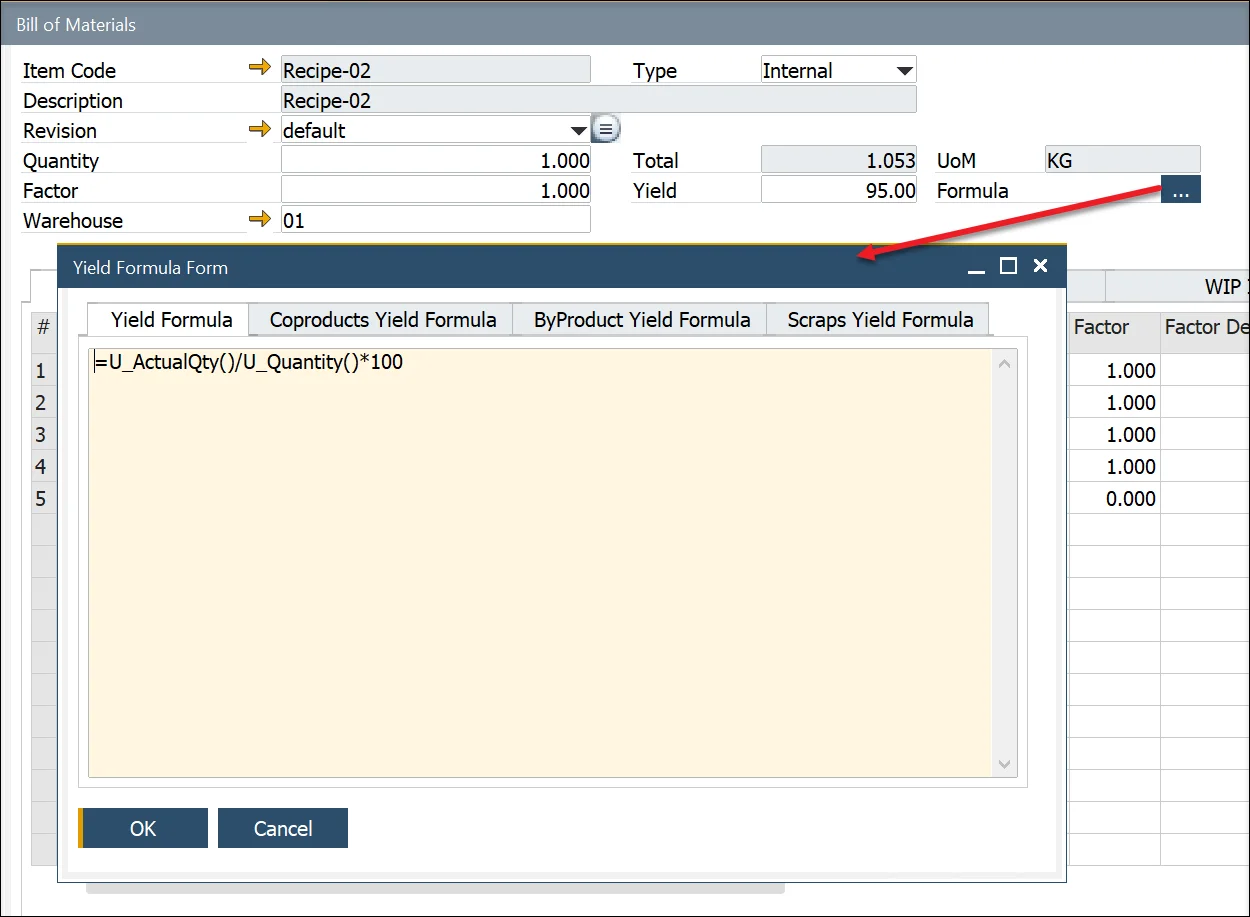 Bill of Materials
Item Code Recipe-02 Type Internal
Description Recipe-02
Revision default
Quantity 1.000 Total 1.053 UoM KG
Factor 1.000 Yield 95.00 Formula ...
Warehouse 01
Yield Formula Form
WIP
Yield Formula Coproducts Yield Formula ByProduct Yield Formula Scraps Yield Formula
# Factor Factor De
=U_ActualQty()/U_Quantity()*100
1 1.000
2 1.000
3 1.000
4 1.000
5 0.000
OK Cancel